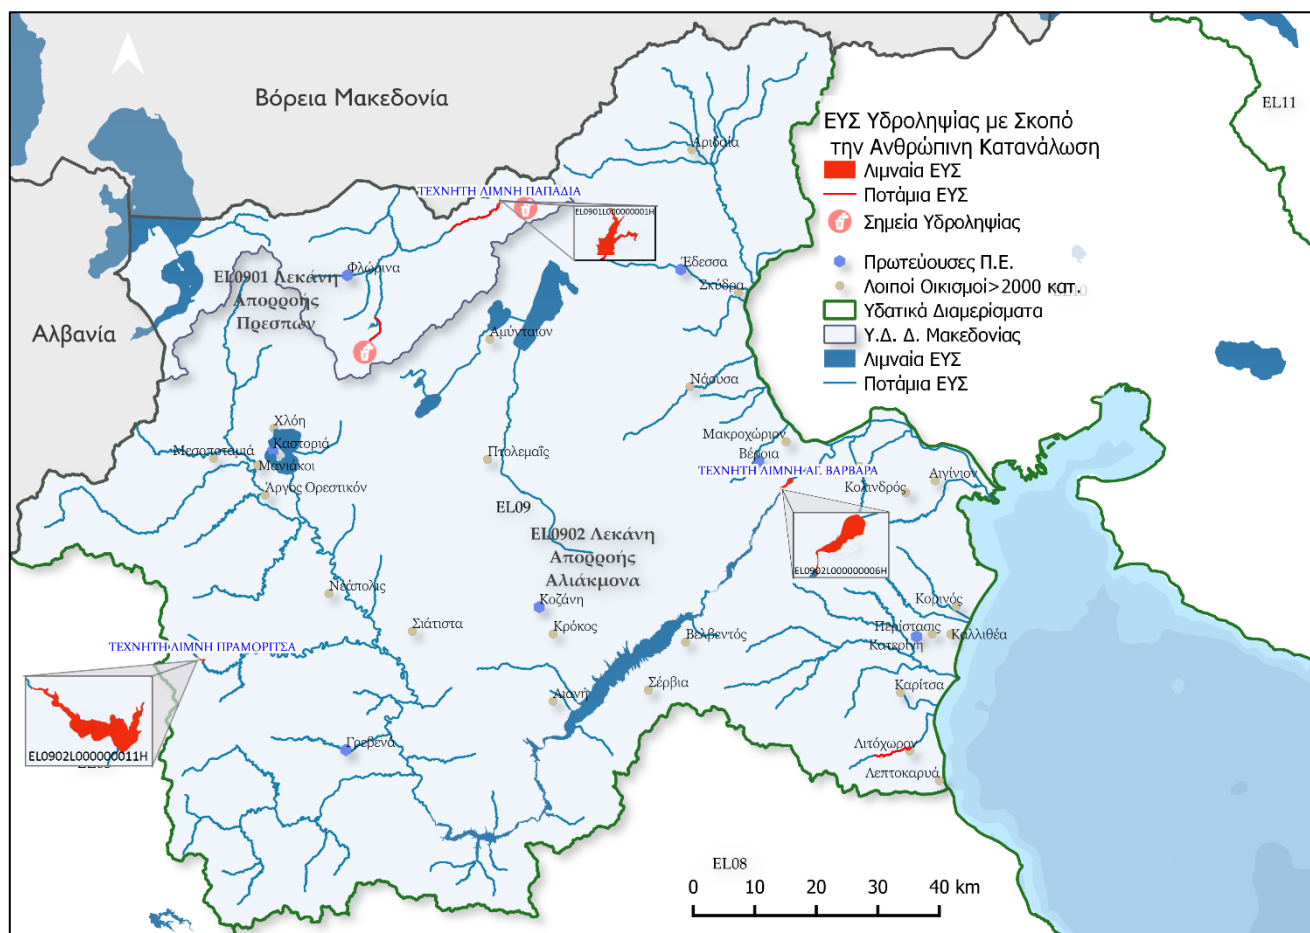 Βόρεια Μακεδονία
EL11
ΕΥΣ Υδροληψίας με Σκοπό
την Ανθρώπινη Κατανάλωση
Λιμναία ΕΥΣ
Ποτάμια ΕΥΣ
Σημεία Υδροληψίας
Πρωτεύουσες Π.Ε.
Λοιποί Οικισμοί>2000 κατ.
Υδατικά Διαμερίσματα
Υ.Δ. Δ. Μακεδονίας
Λιμναία ΕΥΣ
Ποτάμια ΕΥΣ
Αριδαία
ΤΕΧΝΗΤΗ ΛΙΜΝΗ ΠΑΠΑΔΙΑ
EL0901L000000001H
Έδεσσα
Σκύδρα
Φλώρινα
EL0901 Λεκάνη
Απορροής
Πρεσπών
Αλβανία
Αμύνταιον
Νάουσα
Χλόη
Καστοριά
Μεσοποταμιά
Μανιάκοι
Άργος Ορεστικόν
Πτολεμαΐς
Μακροχώριον
Βέροια
ΤΕΧΝΗΤΗ ΛΙΜΝΗ ΑΓ. ΒΑΡΒΑΡΑ
Κολινδρός
Αιγίνιον
EL09
EL0902 Λεκάνη
Απορροής
Αλιάκμονα
EL0902L000000006H
Νεάπολις
Σιάτιστα
Κοζάνη
Κρόκος
Βελβεντός
Κορινός
Περίστασις
Κατερίνη
Καλλιθέα
ΤΕΧΝΗΤΗ ΛΙΜΝΗ ΠΡΑΜΟΡΙΤΣΑ
EL0902L000000011H
Αιανή
Σέρβια
Καρίτσα
Γρεβενά
Λιτόχωρον
Λεπτοκαρυά
EL08
0 10 20 30 40 km